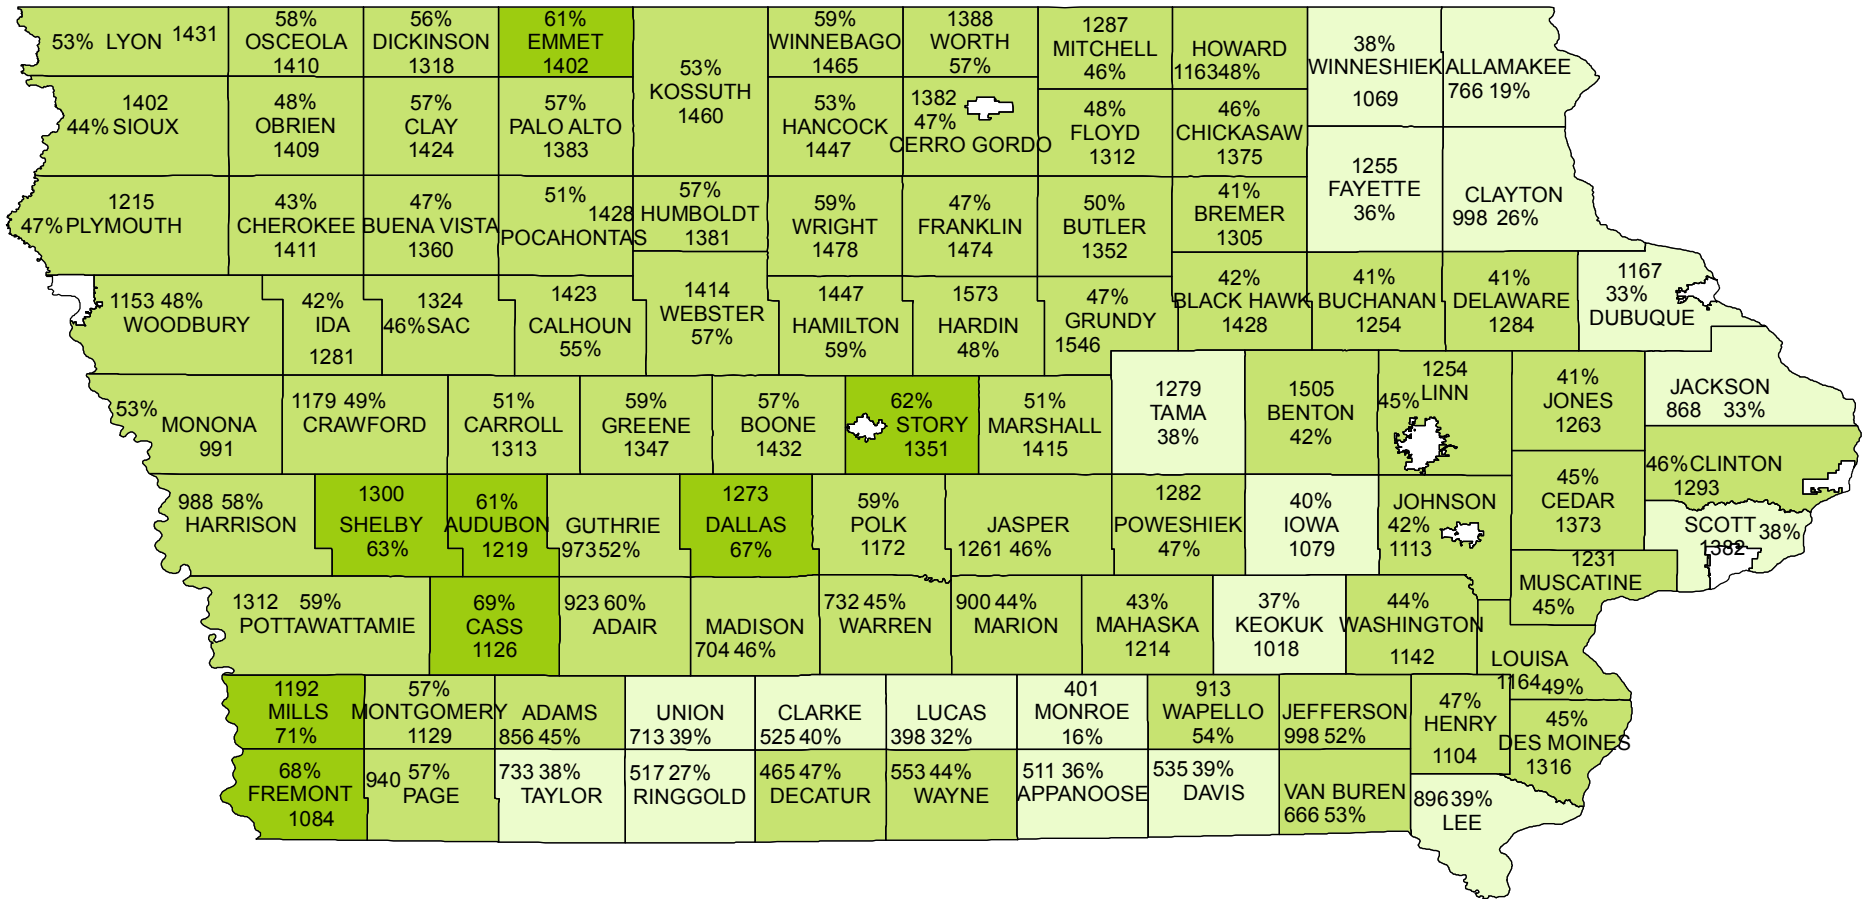 53% LYON 1431
58%
OSCEOLA
1410
56%
DICKINSON
1318
61%
EMMET
1402
53%
KOSSUTH
1460
59%
WINNEBAGO
1465
1388
WORTH
57%
1287
MITCHELL
46%
HOWARD
1163 48%
38%
WINNESHIEK
1069
ALLAMAKEE
766 19%
1402
44% SIOUX
48%
OBRIEN
1409
57%
CLAY
1424
57%
PALO ALTO
1383
53%
HANCOCK
1447
1382
47%
CERRO GORDO
48%
FLOYD
1312
46%
CHICKASAW
1375
1255
FAYETTE
36%
CLAYTON
998 26%
1215
47% PLYMOUTH
43%
CHEROKEE
1411
47%
BUENA VISTA
1360
51%
1428
POCAHONTAS
57%
HUMBOLDT
1381
59%
WRIGHT
1478
47%
FRANKLIN
1474
50%
BUTLER
1352
41%
BREMER
1305
1153 48%
WOODBURY
42%
IDA
1281
1324
46% SAC
1423
CALHOUN
55%
1414
WEBSTER
57%
1447
HAMILTON
59%
1573
HARDIN
48%
47%
GRUNDY
1546
42%
BLACK HAWK
1428
41%
BUCHANAN
1254
41%
DELAWARE
1284
1167
33%
DUBUQUE
53%
MONONA
991
1179 49%
CRAWFORD
51%
CARROLL
1313
59%
GREENE
1347
57%
BOONE
1432
62%
STORY
1351
51%
MARSHALL
1415
1279
TAMA
38%
1505
BENTON
42%
1254
45% LINN
41%
JONES
1263
JACKSON
868 33%
988 58%
HARRISON
1300
SHELBY
63%
61%
AUDUBON
1219
GUTHRIE
973 52%
1273
DALLAS
67%
59%
POLK
1172
JASPER
1261 46%
1282
POWESHIEK
47%
40%
IOWA
1079
JOHNSON
42%
1113
45%
CEDAR
1373
46% CLINTON
1293
SCOTT 38%
1382
1231
MUSCATINE
45%
1312 59%
POTTAWATTAMIE
69%
CASS
1126
923 60%
ADAIR
MADISON
704 46%
732 45%
WARREN
900 44%
MARION
43%
MAHASKA
1214
37%
KEOKUK
1018
44%
WASHINGTON
1142
LOUISA
1164 49%
1192
MILLS
71%
57%
MONTGOMERY
1129
ADAMS
856 45%
UNION
713 39%
CLARKE
525 40%
LUCAS
398 32%
401
MONROE
16%
913
WAPELLO
54%
JEFFERSON
998 52%
47%
HENRY
1104
45%
DES MOINES
1316
68%
FREMONT
1084
940 57%
PAGE
733 38%
TAYLOR
517 27%
RINGGOLD
465 47%
DECATUR
553 44%
WAYNE
511 36%
APPANOOSE
535 39%
DAVIS
VAN BUREN
666 53%
896 39%
LEE